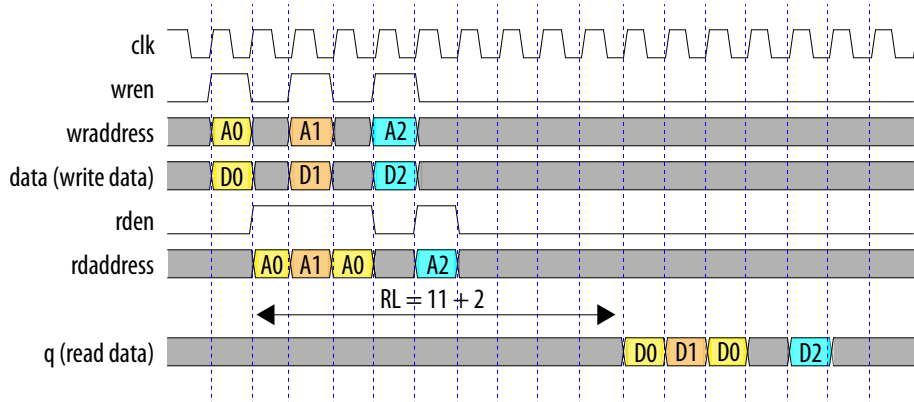 clk
wren
wraddress A0 A1 A2
data (write data) D0 D1 D2
rden
rdaddress A0 A1 A0 A2
RL = 11 + 2
q (read data) D0 D1 D0 D2